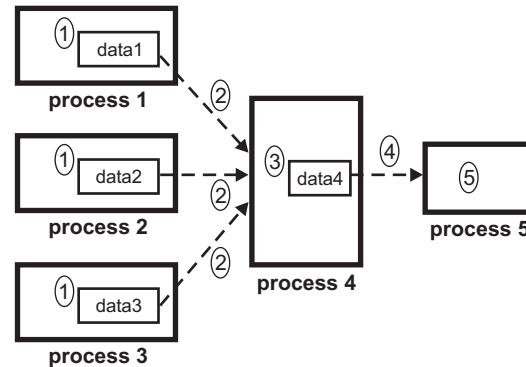 ① data1
process 1
②
① data2
process 2
②
① data3
process 3
②
③ data4
process 4
④
⑤
process 5